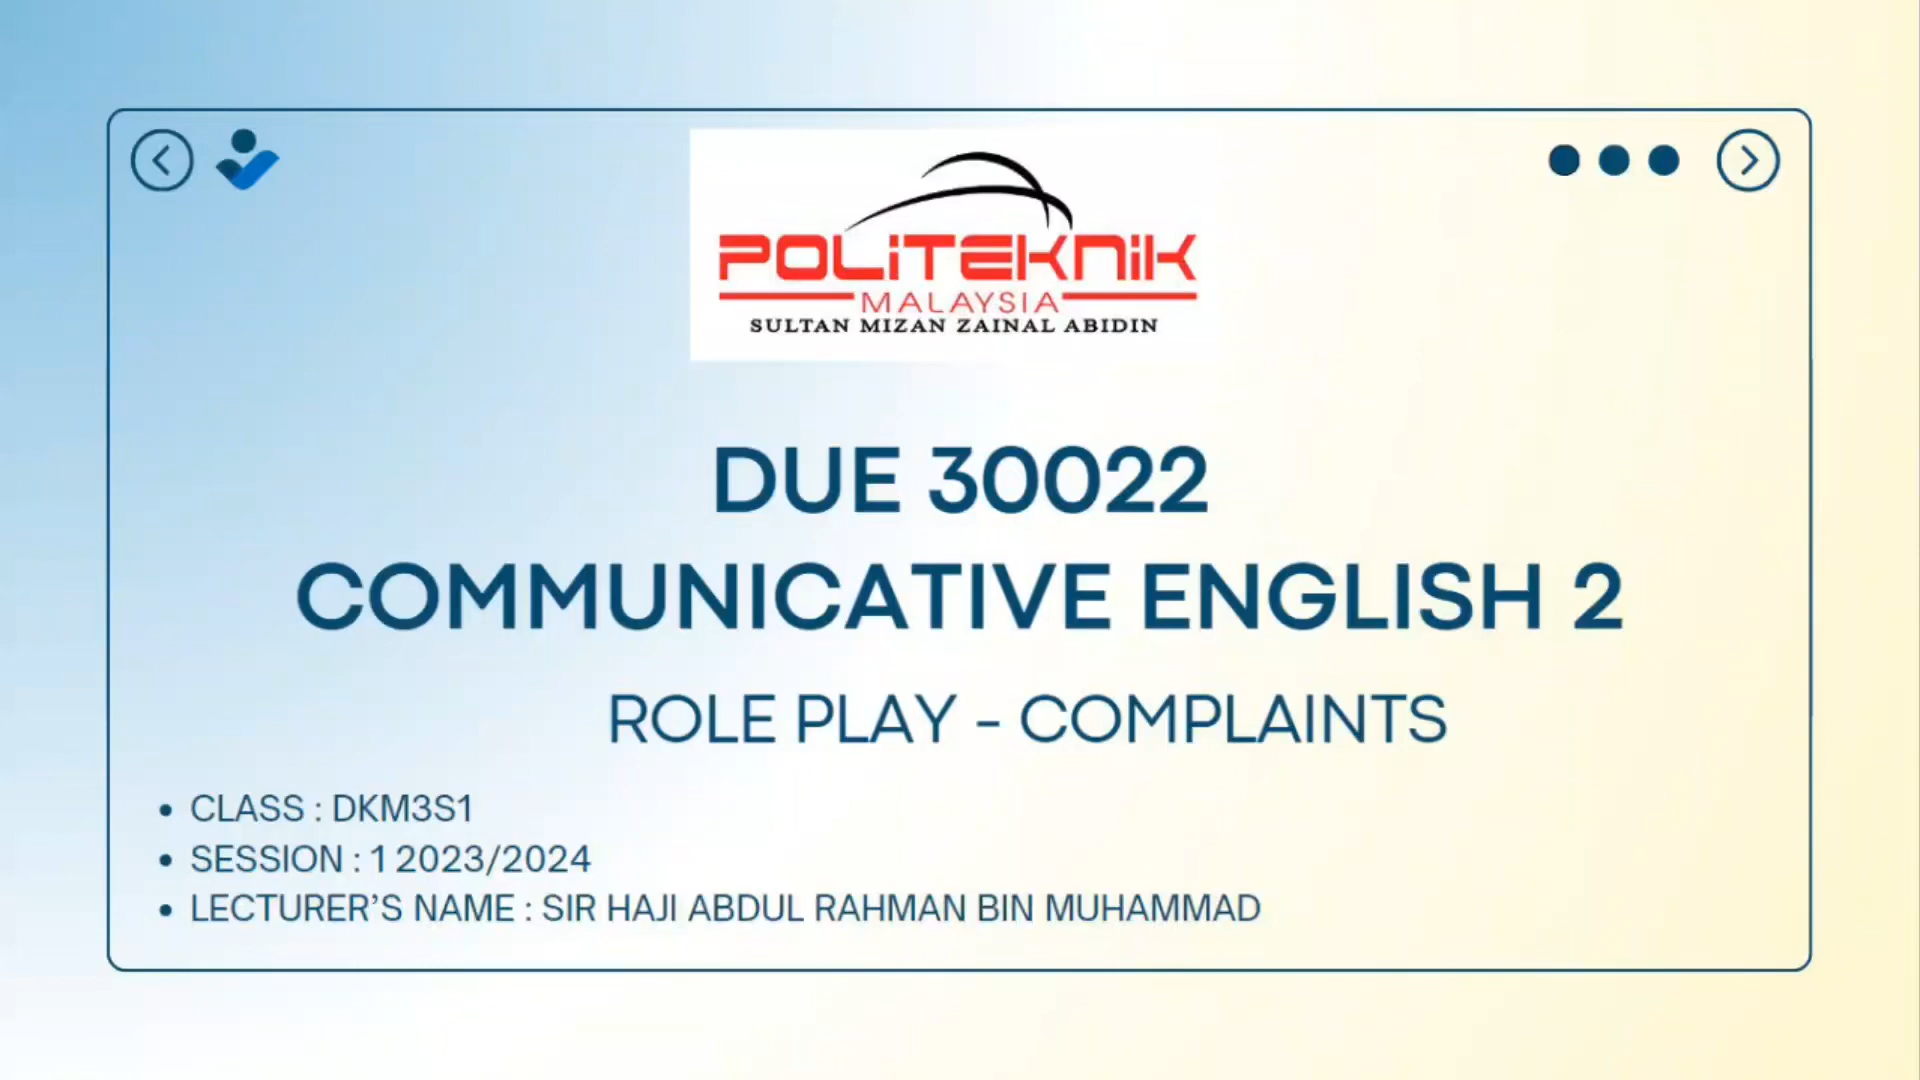 POLITEKNIK
MALAYSIA
SULTAN MIZAN ZAINAL ABIDIN
DUE 30022
COMMUNICATIVE ENGLISH 2
ROLE PLAY - COMPLAINTS
• CLASS : DKM3S1
• SESSION : 1 2023/2024
• LECTURER’S NAME : SIR HAJI ABDUL RAHMAN BIN MUHAMMAD